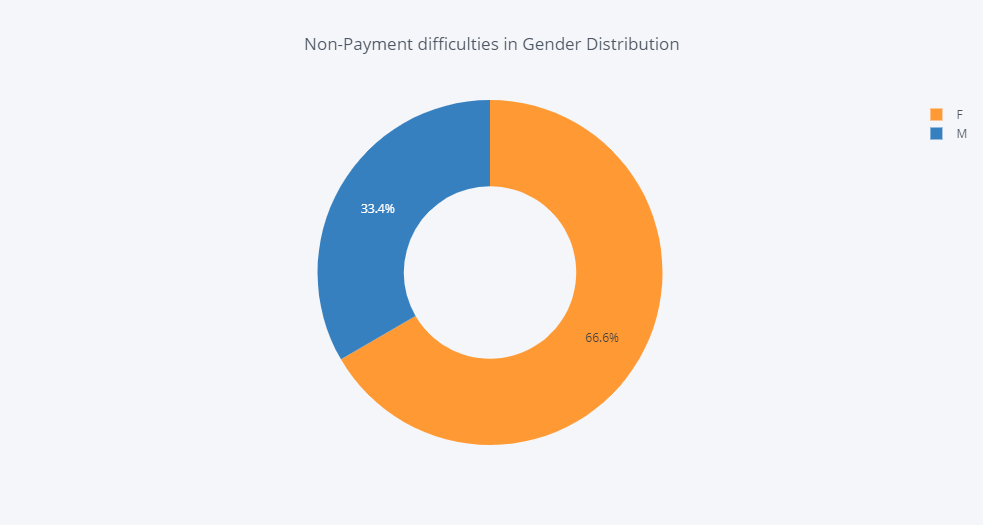 Non-Payment difficulties in Gender Distribution
F
M
33.4%
66.6%